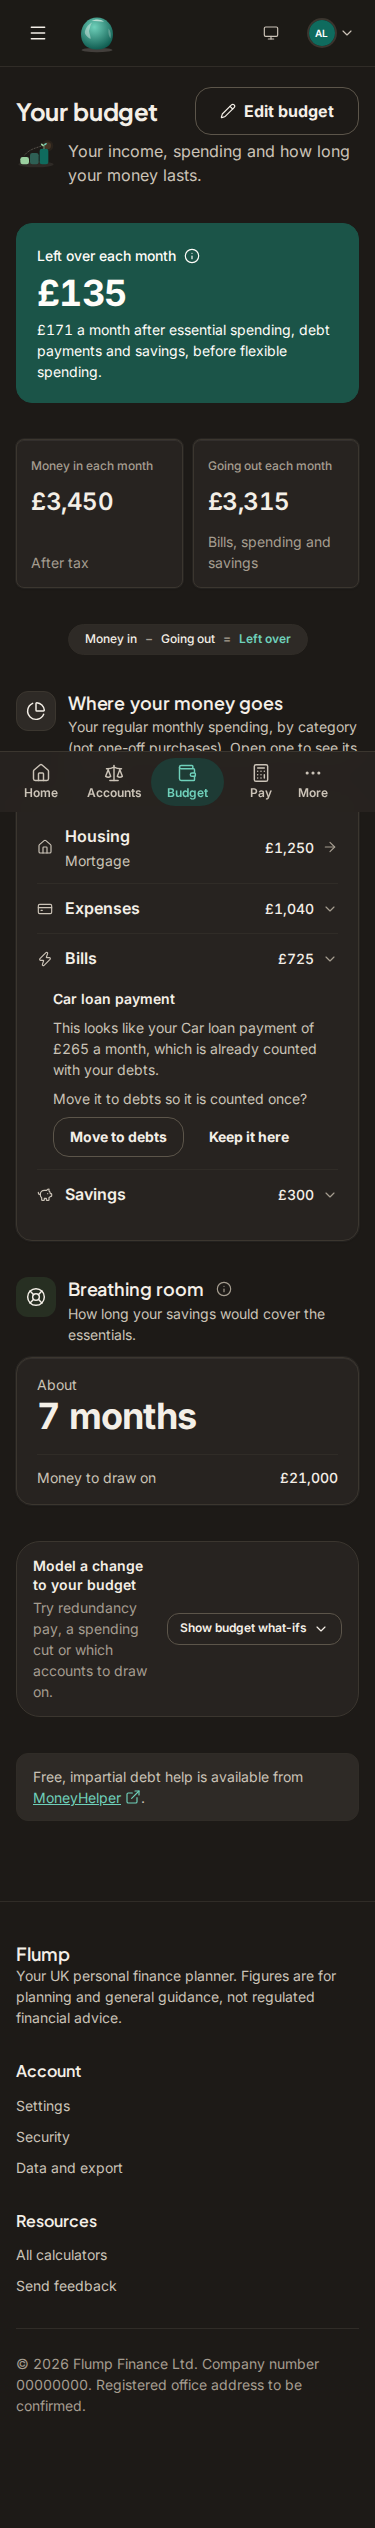 AL
Your budget
Edit budget
Your income, spending and how long
your money lasts.
Left over each month
£135
£171 a month after essential spending, debt
payments and savings, before flexible
spending.
Money in each month
£3,450
After tax
Going out each month
£3,315
Bills, spending and
savings
Money in − Going out = Left over
Where your money goes
Your regular monthly spending, by category
(not one-off purchases). Open one to see its
Home
Accounts
Budget
Pay
More
Housing
Mortgage
£1,250
Expenses
£1,040
Bills
£725
Car loan payment
This looks like your Car loan payment of
£265 a month, which is already counted
with your debts.
Move it to debts so it is counted once?
Move to debts
Keep it here
Savings
£300
Breathing room
How long your savings would cover the
essentials.
About
7 months
Money to draw on
£21,000
Model a change
to your budget
Try redundancy
pay, a spending
cut or which
accounts to draw
on.
Show budget what-ifs
Free, impartial debt help is available from
MoneyHelper.
Flump
Your UK personal finance planner. Figures are for
planning and general guidance, not regulated
financial advice.
Account
Settings
Security
Data and export
Resources
All calculators
Send feedback
© 2026 Flump Finance Ltd. Company number
00000000. Registered office address to be
confirmed.